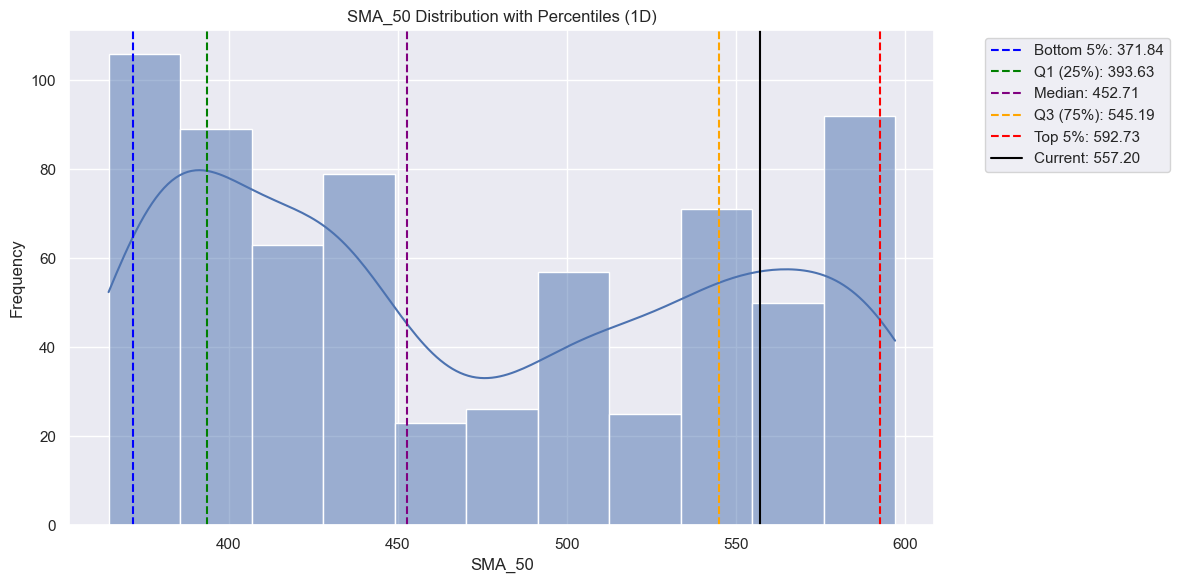 SMA_50 Distribution with Percentiles (1D)
Bottom 5%: 371.84
Q1 (25%): 393.63
Median: 452.71
Q3 (75%): 545.19
Top 5%: 592.73
Current: 557.20
Frequency
100
80
60
40
20
0
400
450
500
550
600
SMA_50